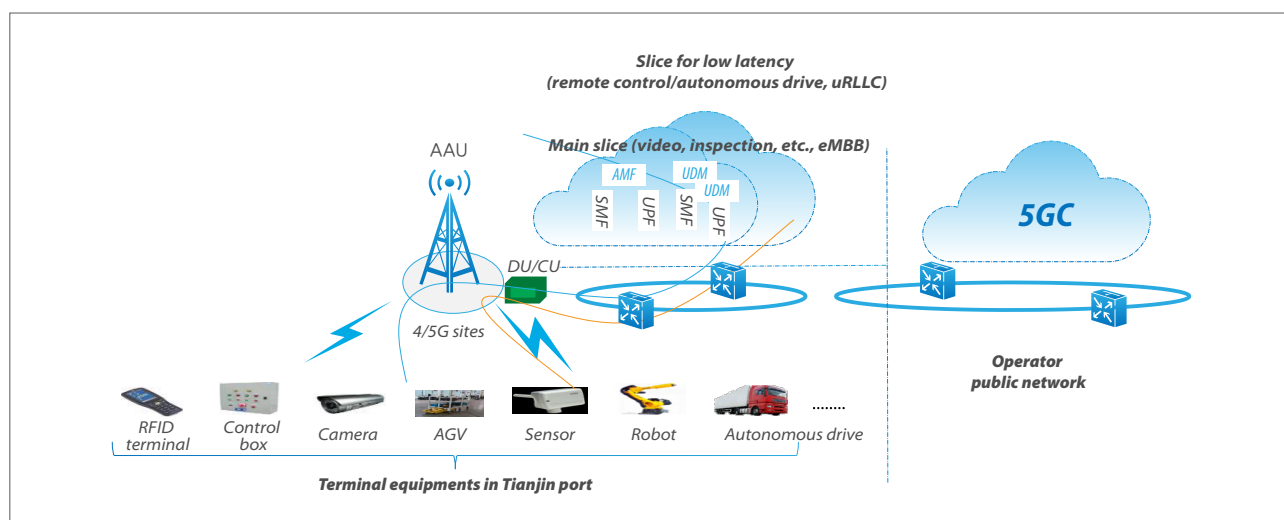 Slice for low latency
(remote control/autonomous drive, uRLLC)
Main slice (video, inspection, etc., eMBB)
AAU
AMF
UDM
UDM
SMF
UPF
SMF
UPF
5GC
DU/CU
4/5G sites
Operator
public network
RFID
terminal
Control
box
Camera
AGV
Sensor
Robot
Autonomous drive
........
Terminal equipments in Tianjin port